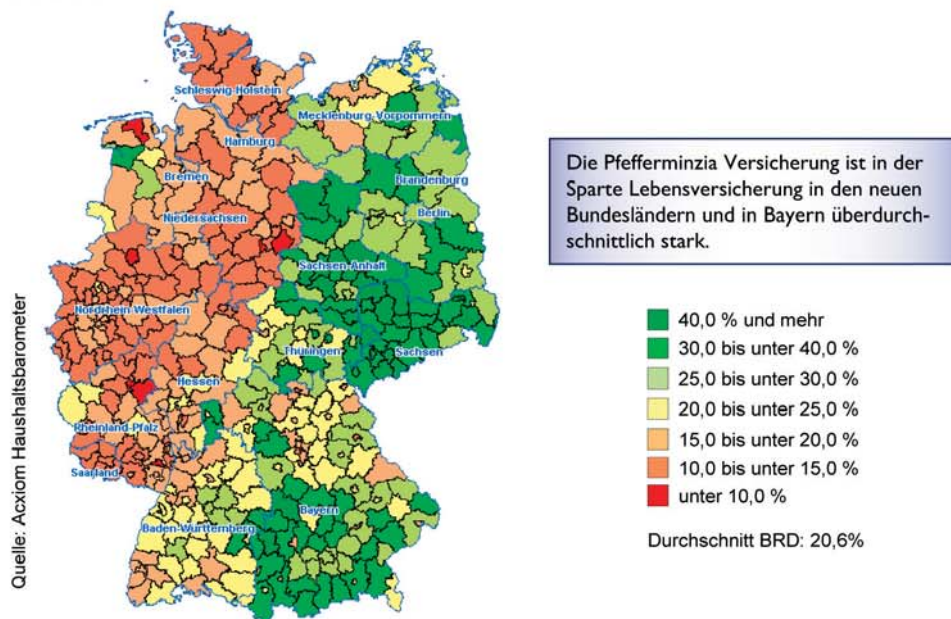 Schleswig-Holstein
Mecklenburg-Vorpommern
Hamburg
Bremen
Brandenburg
Berlin
Niedersachsen
Sachsen-Anhalt
Nordrhein-Westfalen
Thüringen
Sachsen
Hessen
Rheinland-Pfalz
Saarland
Bayern
Baden-Württemberg
Quelle: Acxiom Haushaltsbarometer
Die Pfefferminzia Versicherung ist in der
Sparte Lebensversicherung in den neuen
Bundesländern und in Bayern überdurch-
schnittlich stark.
40,0 % und mehr
30,0 bis unter 40,0 %
25,0 bis unter 30,0 %
20,0 bis unter 25,0 %
15,0 bis unter 20,0 %
10,0 bis unter 15,0 %
unter 10,0 %
Durchschnitt BRD: 20,6%